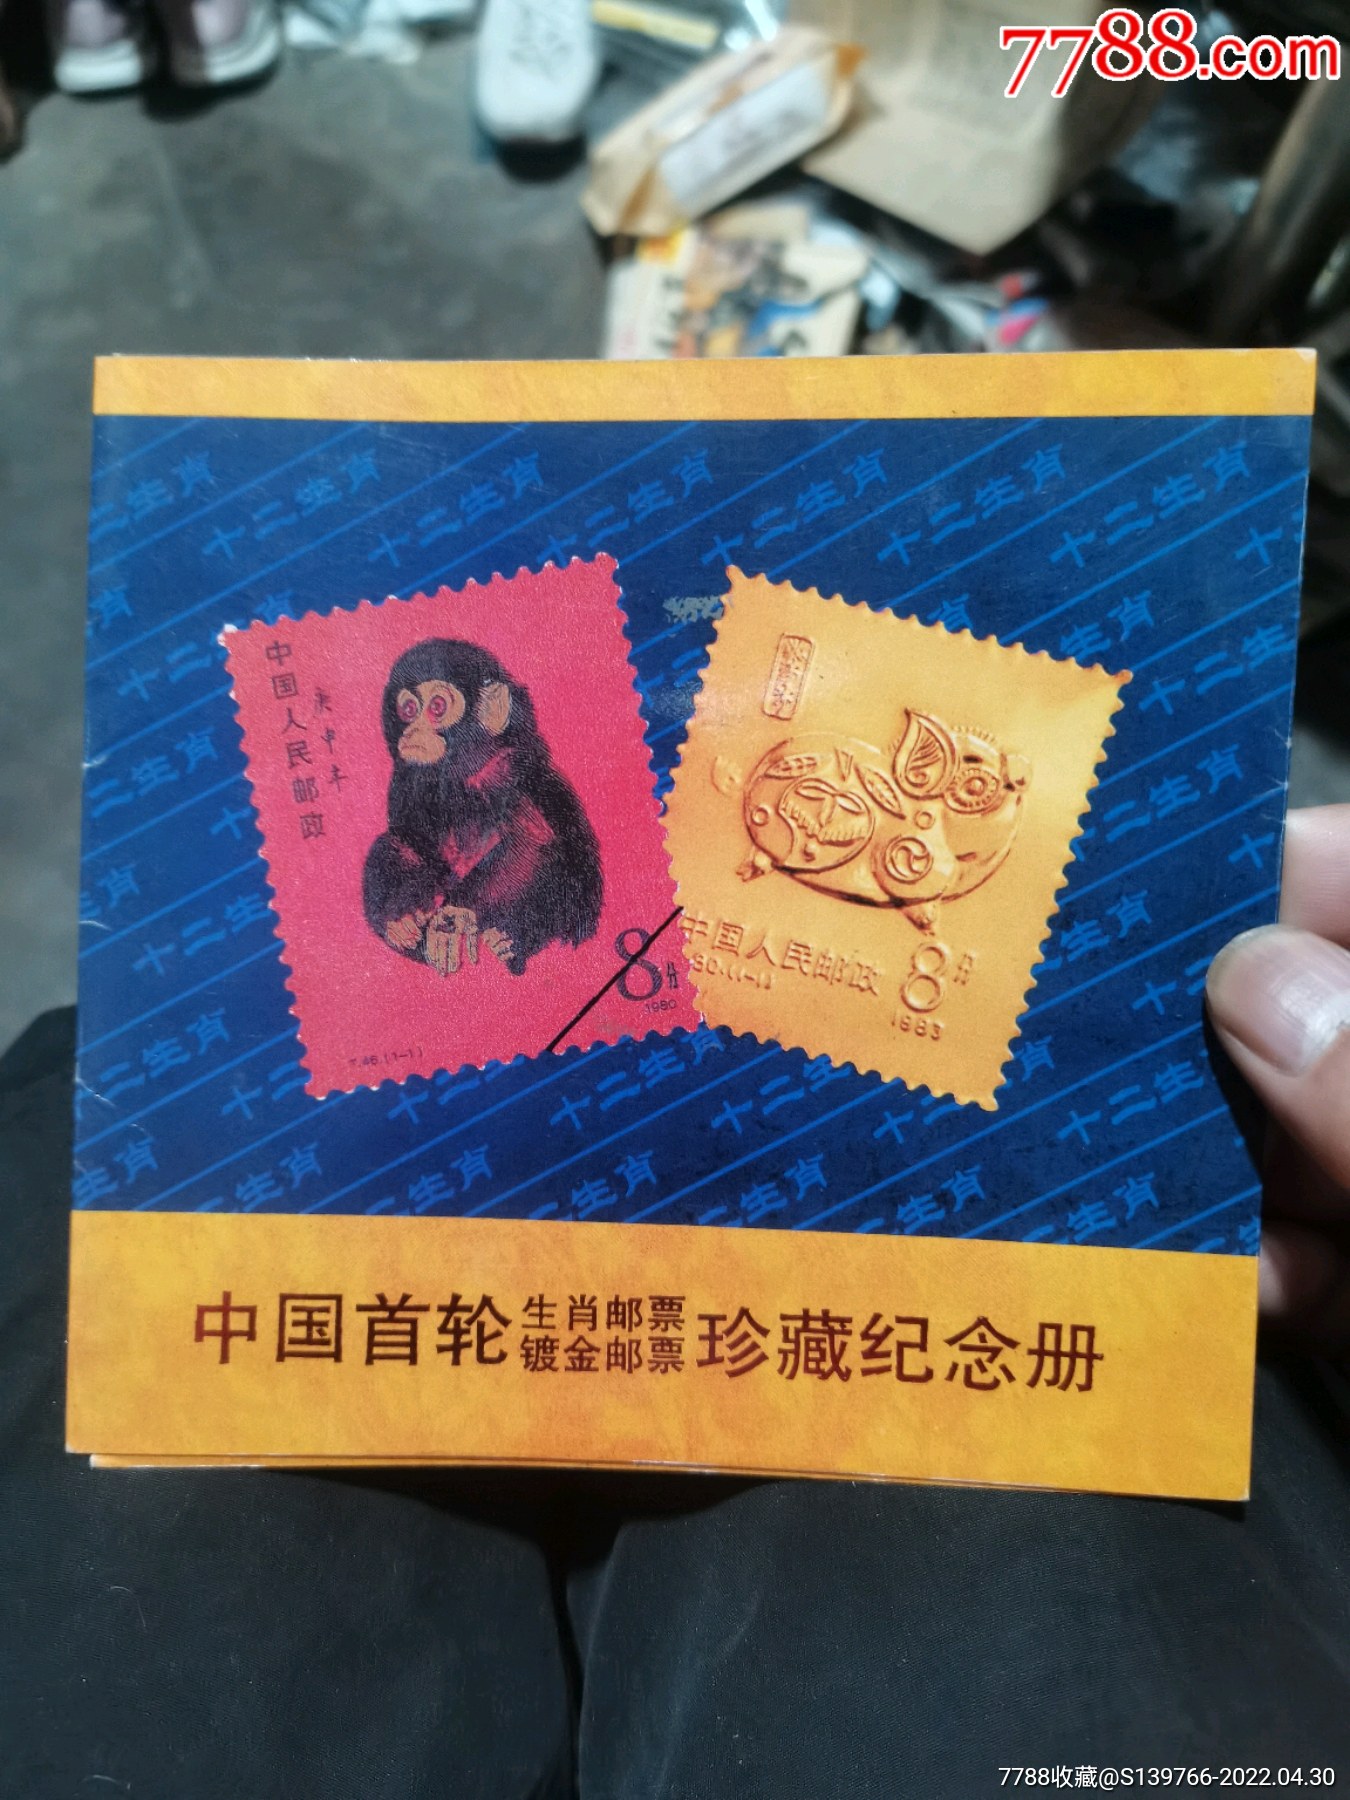 7788.com
十二生肖
中国人民邮政
庚申年
8分
1980
T.46.(1-1)
中国人民邮政
8分
1983
中国首轮生肖邮票镀金邮票珍藏纪念册
7788收藏@S139766-2022.04.30